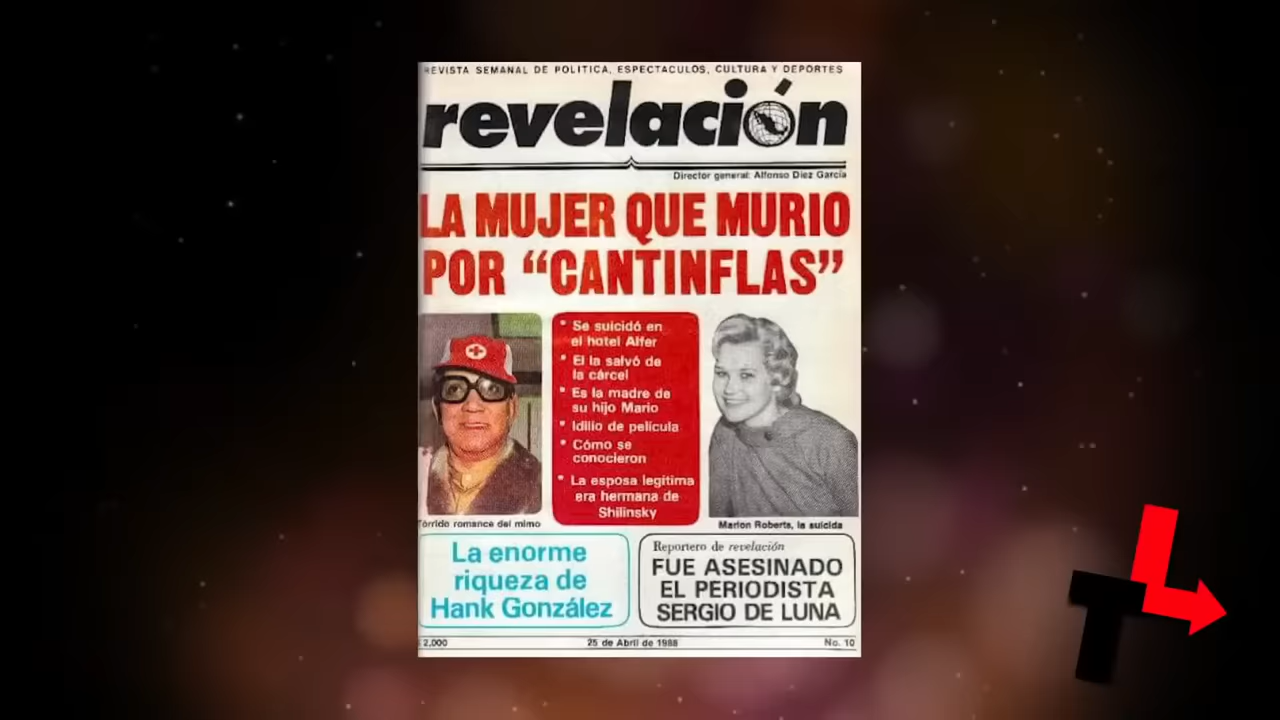 REVISTA SEMANAL DE POLITICA, ESPECTACULOS, CULTURA Y DEPORTES
revelación
Director general: Alfonso Diez García
LA MUJER QUE MURIO
POR “CANTINFLAS”
* Se suicidó en
el hotel Alfer
* El la salvó de
la cárcel
* Es la madre de
su hijo Mario
* Idilio de película
* Cómo se
conocieron
* La esposa legítima
era hermana de
Shilinsky
Tórrido romance del mimo
Marion Roberts, la suicida
La enorme
riqueza de
Hank González
Reportero de revelación
FUE ASESINADO
EL PERIODISTA
SERGIO DE LUNA
$ 2,000
25 de Abril de 1988
No. 10
TL